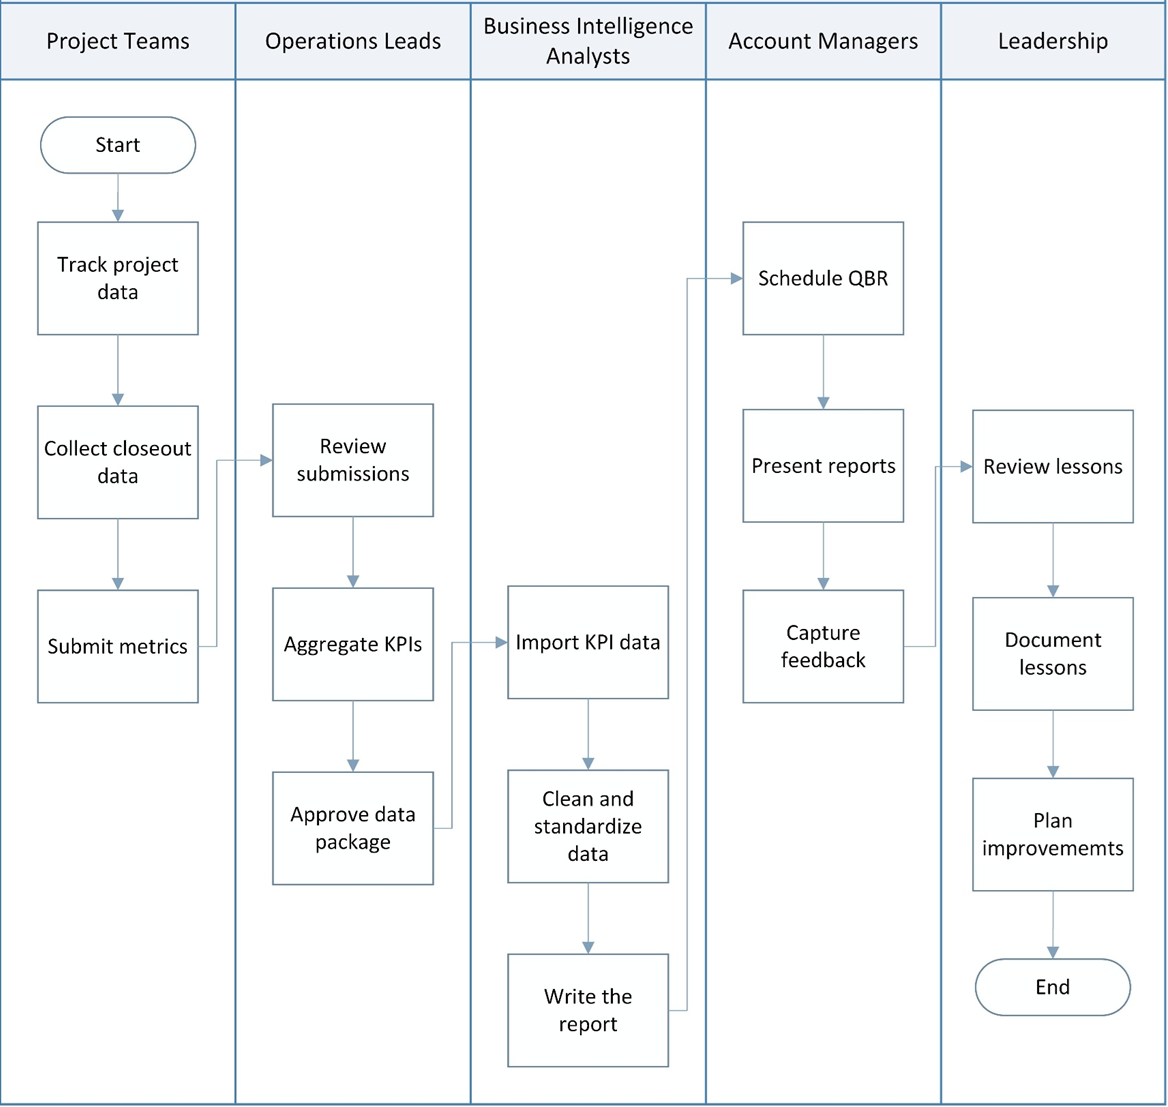 Project Teams
Operations Leads
Business Intelligence
Analysts
Account Managers
Leadership
Start
Track project
data
Collect closeout
data
Submit metrics
Review
submissions
Aggregate KPIs
Approve data
package
Import KPI data
Clean and
standardize
data
Write the
report
Schedule QBR
Present reports
Capture
feedback
Review lessons
Document
lessons
Plan
improvememts
End